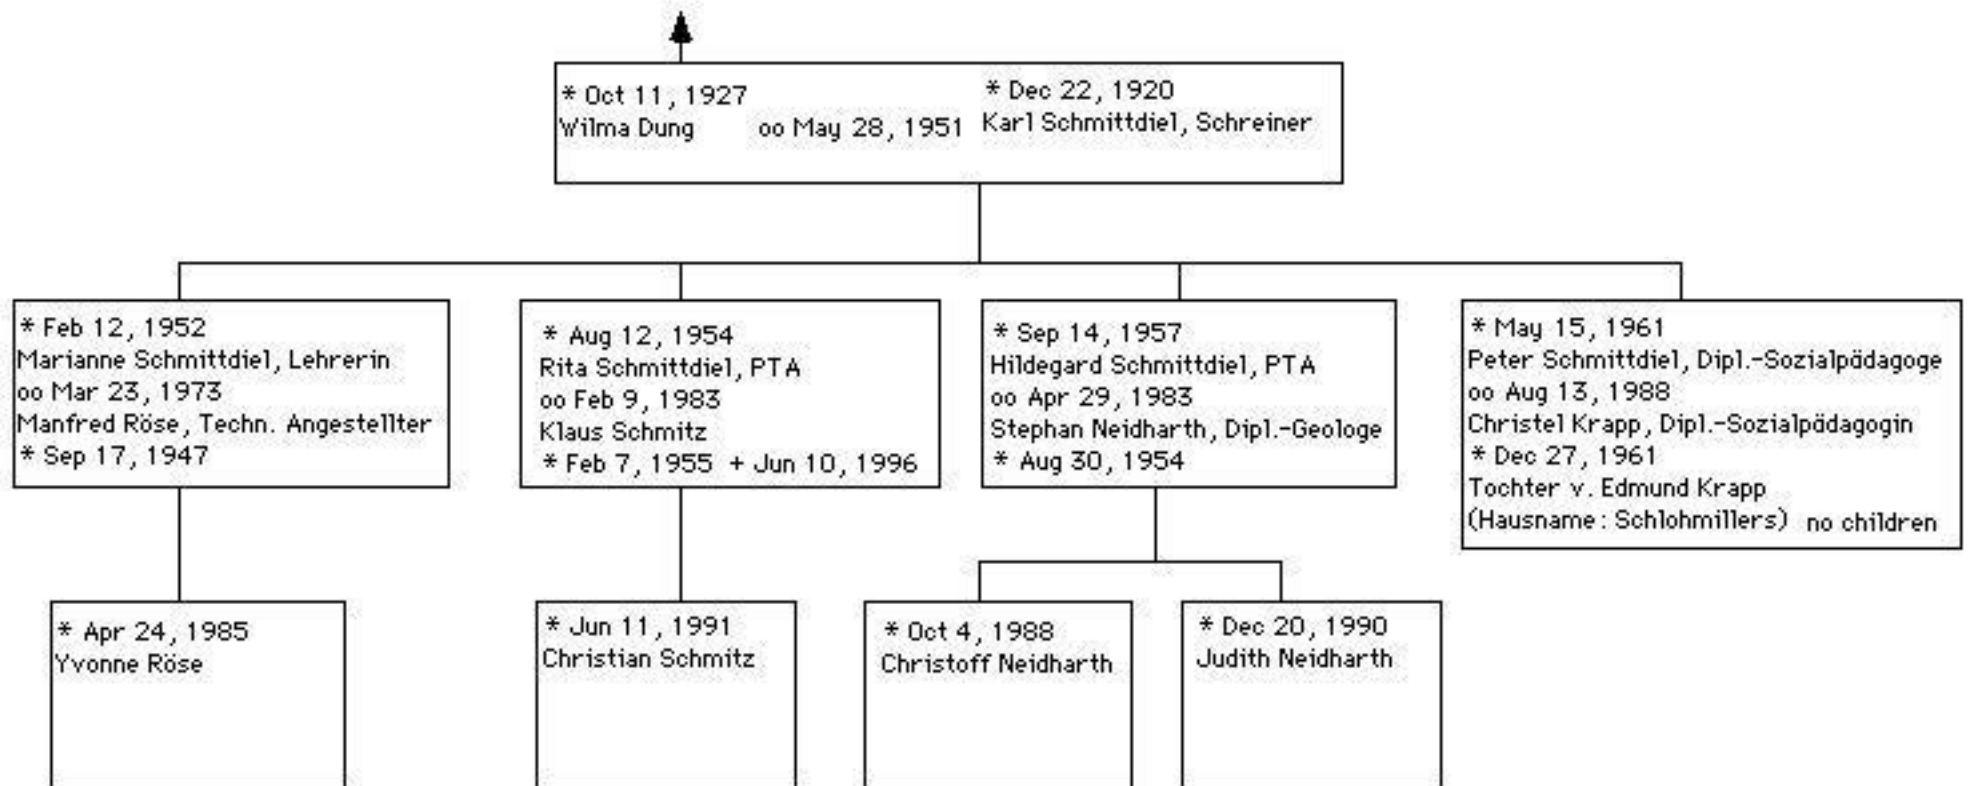 * Oct 11, 1927
Wilma Dung
oo May 28, 1951
* Dec 22, 1920
Karl Schmittdiel, Schreiner
* Feb 12, 1952
Marianne Schmittdiel, Lehrerin
oo Mar 23, 1973
Manfred Röse, Techn. Angestellter
* Sep 17, 1947
* Aug 12, 1954
Rita Schmittdiel, PTA
oo Feb 9, 1983
Klaus Schmitz
* Feb 7, 1955 + Jun 10, 1996
* Sep 14, 1957
Hildegard Schmittdiel, PTA
oo Apr 29, 1983
Stephan Neidharth, Dipl.-Geologe
* Aug 30, 1954
* May 15, 1961
Peter Schmittdiel, Dipl.-Sozialpädagoge
oo Aug 13, 1988
Christel Krapp, Dipl.-Sozialpädagogin
* Dec 27, 1961
Tochter v. Edmund Krapp
(Hausname: Schlohmillers) no children
* Apr 24, 1985
Yvonne Röse
* Jun 11, 1991
Christian Schmitz
* Oct 4, 1988
Christoff Neidharth
* Dec 20, 1990
Judith Neidharth